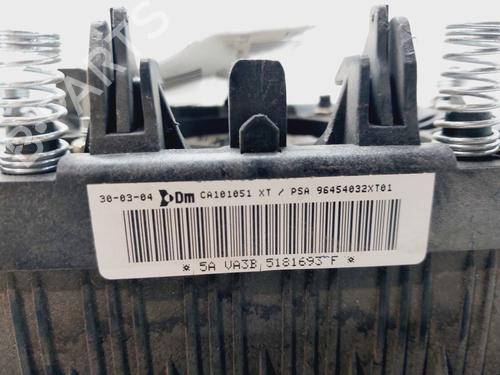 30-03-04 Dm CA101051 XT / PSA 96454032XT01
* 5A VA3B 5181693 F *